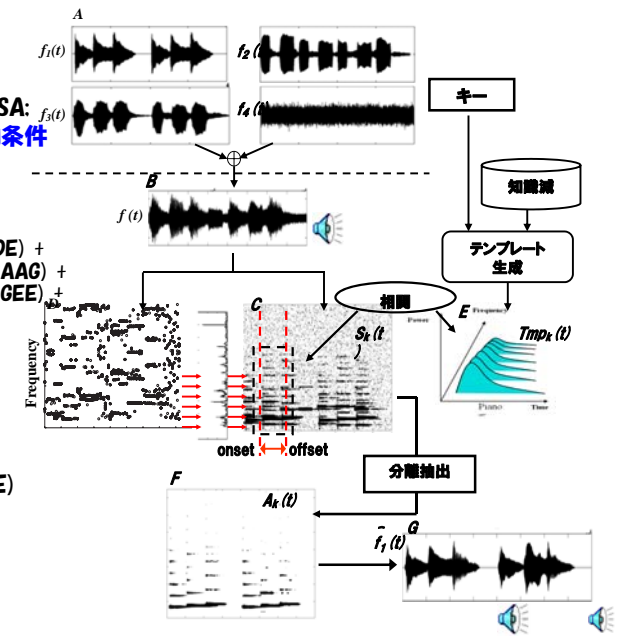 A
f₁(t)
f₂(
f₃(t)
f₄(t)
SA:
条件
キー
知識減
B
f(t)
テンプレート
生成
DE) +
AAG) +
GEE) +
相関
C
E
Frequency
Power
Sₖ(t
)
Tmpₖ(t)
Frequency
Piano
Time
onset
offset
分離抽出
E)
F
Aₖ(t)
f₁(t)
G